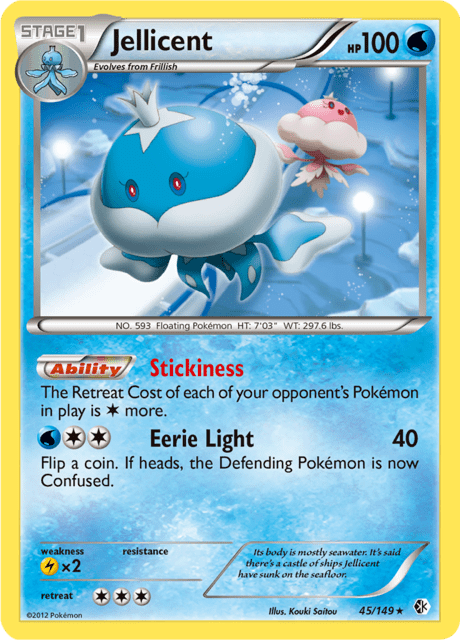 STAGE1
Jellicent
HP100
Evolves from Frillish
NO. 593 Floating Pokémon HT: 7'03" WT: 297.6 lbs.
Ability Stickiness
The Retreat Cost of each of your opponent's Pokémon
in play is more.
Eerie Light 40
Flip a coin. If heads, the Defending Pokémon is now
Confused.
weakness resistance
×2
retreat
Its body is mostly seawater. It's said
there's a castle of ships Jellicent
have sunk on the seafloor.
©2012 Pokémon
Illus. Kouki Saitou 45/149